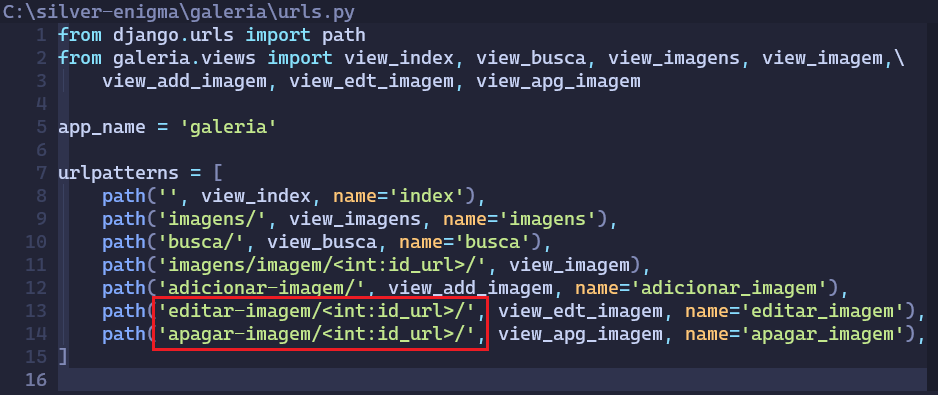 C:\silver-enigma\galeria\urls.py
1 from django.urls import path
2 from galeria.views import view_index, view_busca, view_imagens, view_imagem,\
3     view_add_imagem, view_edt_imagem, view_apg_imagem
4
5 app_name = 'galeria'
6
7 urlpatterns = [
8     path('', view_index, name='index'),
9     path('imagens/', view_imagens, name='imagens'),
10     path('busca/', view_busca, name='busca'),
11     path('imagens/imagem/<int:id_url>/', view_imagem),
12     path('adicionar-imagem/', view_add_imagem, name='adicionar_imagem'),
13     path('editar-imagem/<int:id_url>/', view_edt_imagem, name='editar_imagem'),
14     path('apagar-imagem/<int:id_url>/', view_apg_imagem, name='apagar_imagem'),
15 ]
16